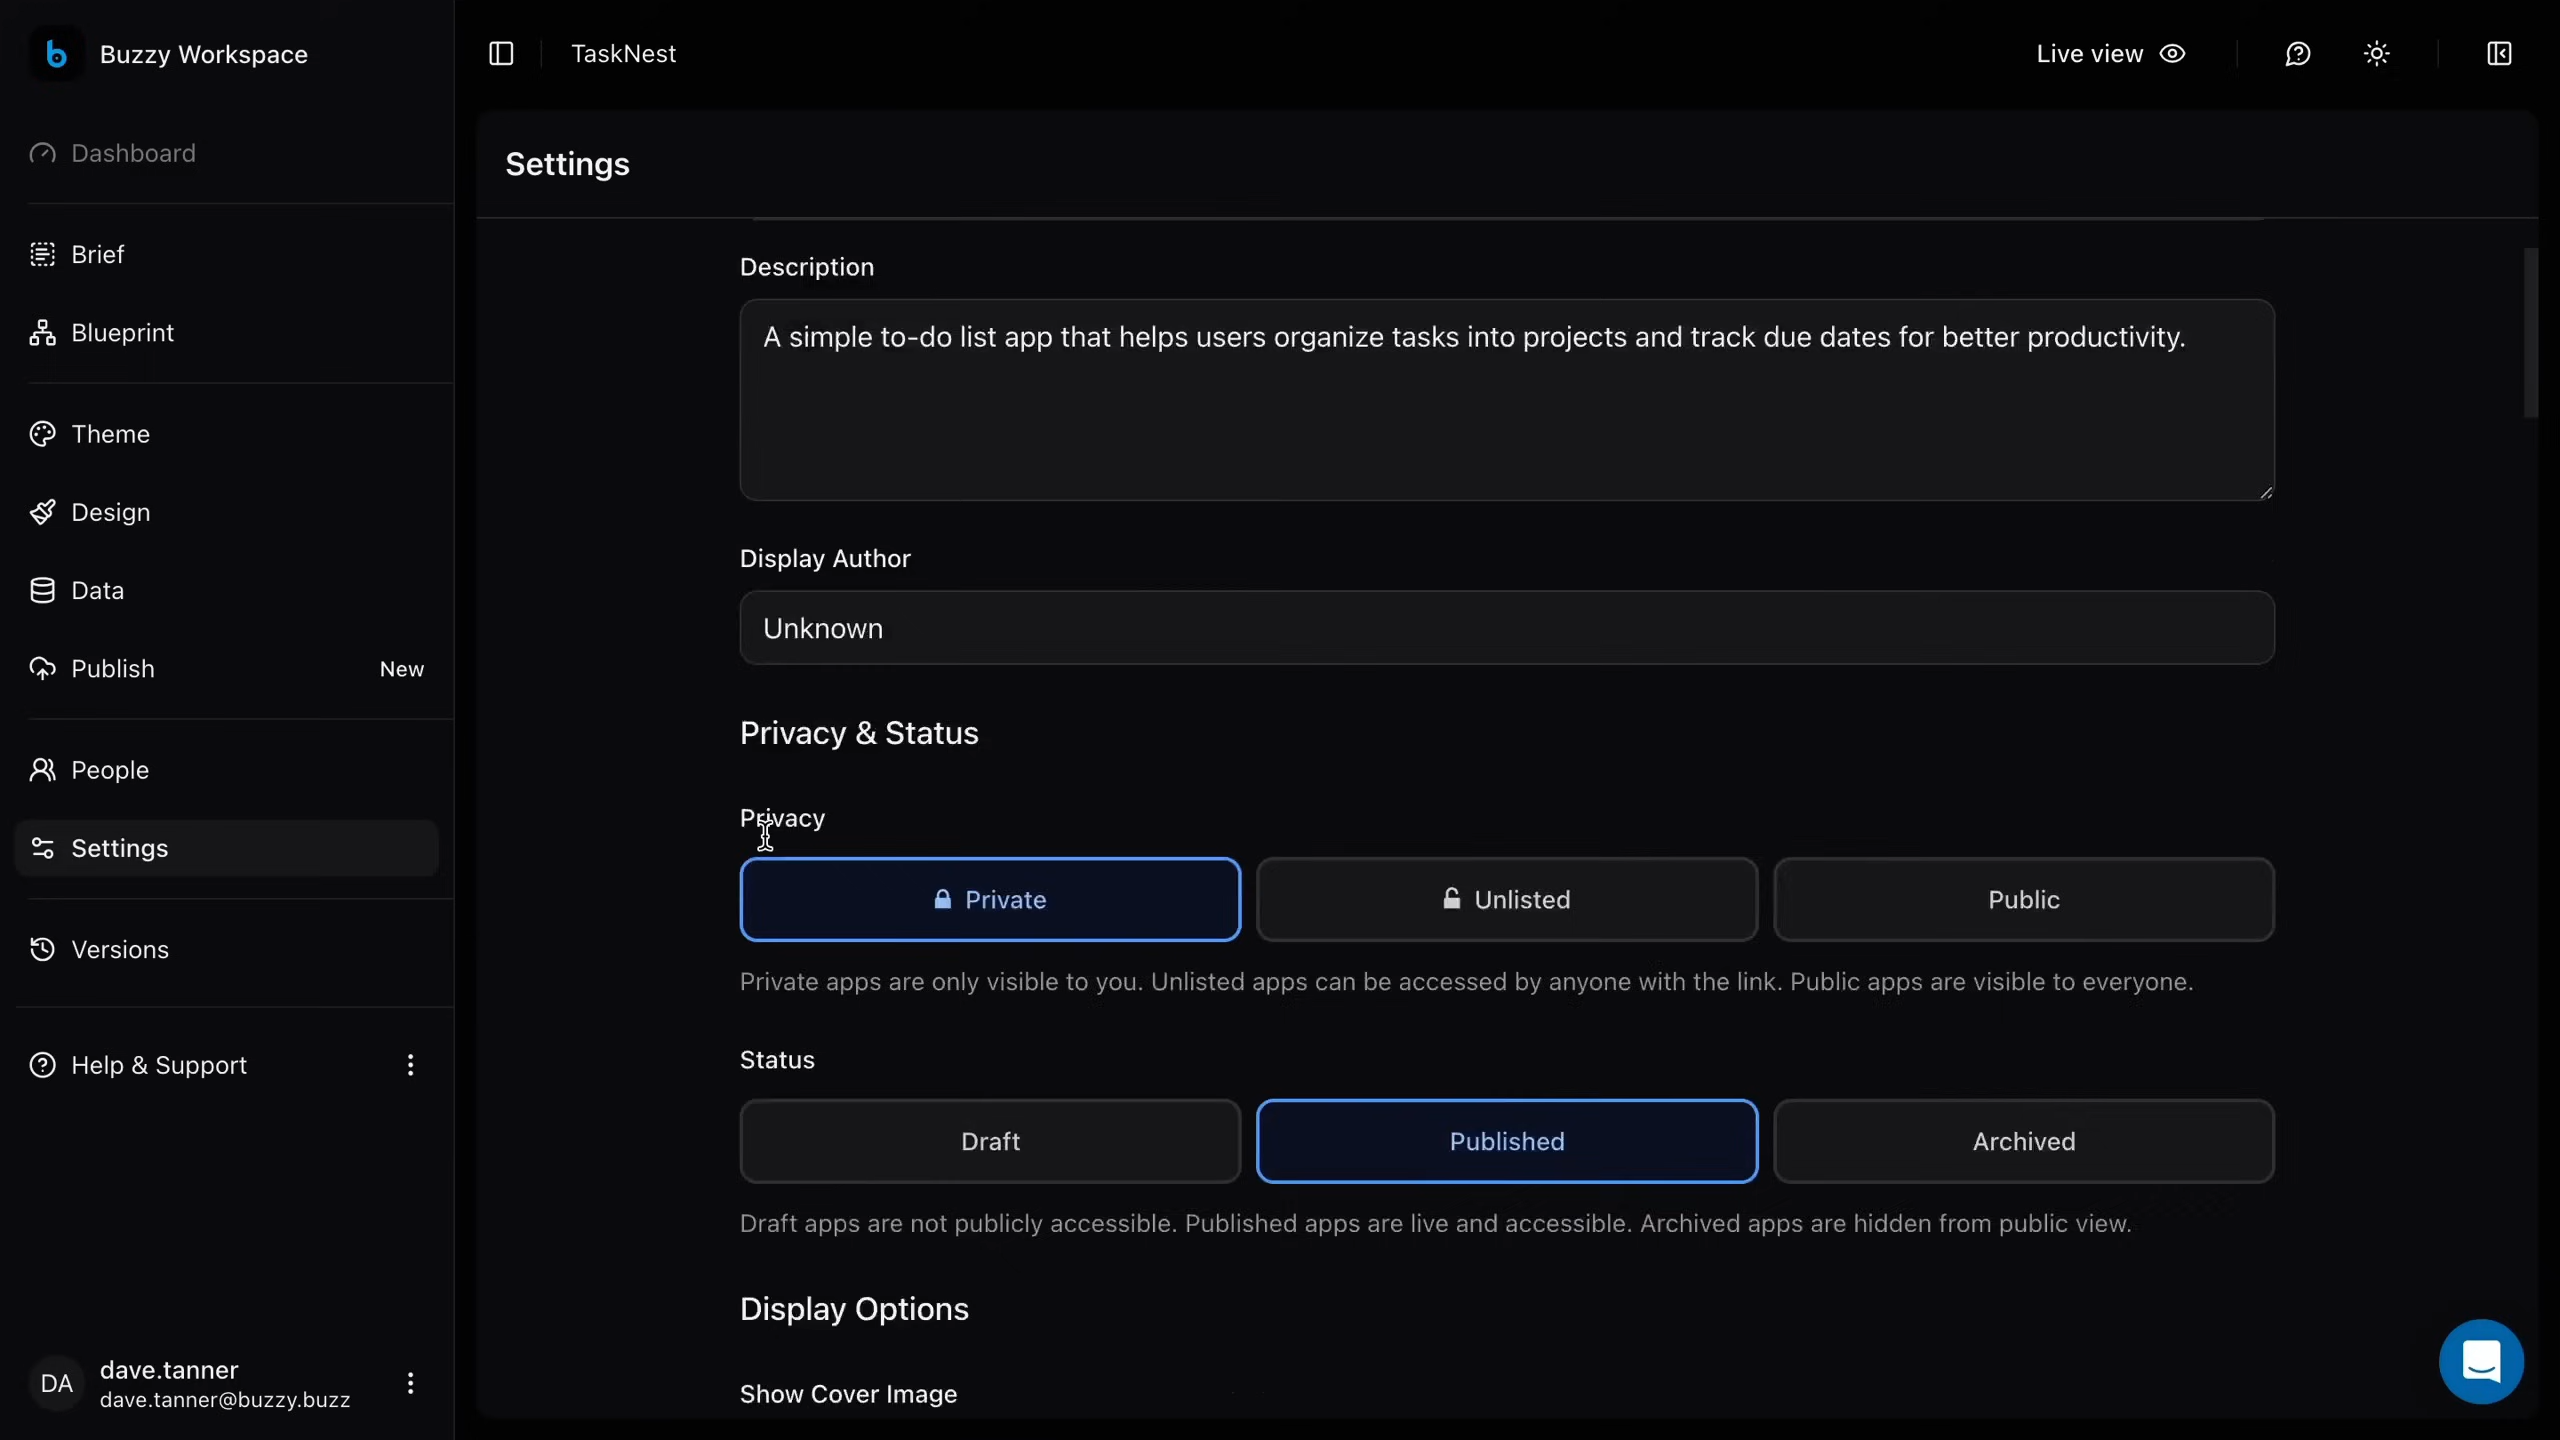 Buzzy Workspace
TaskNest
Live view
Dashboard
Brief
Blueprint
Theme
Design
Data
Publish New
People
Settings
Versions
Help & Support
DA
dave.tanner
dave.tanner@buzzy.buzz
Settings
Description
A simple to-do list app that helps users organize tasks into projects and track due dates for better productivity.
Display Author
Unknown
Privacy & Status
Privacy
Private Unlisted Public
Private apps are only visible to you. Unlisted apps can be accessed by anyone with the link. Public apps are visible to everyone.
Status
Draft Published Archived
Draft apps are not publicly accessible. Published apps are live and accessible. Archived apps are hidden from public view.
Display Options
Show Cover Image